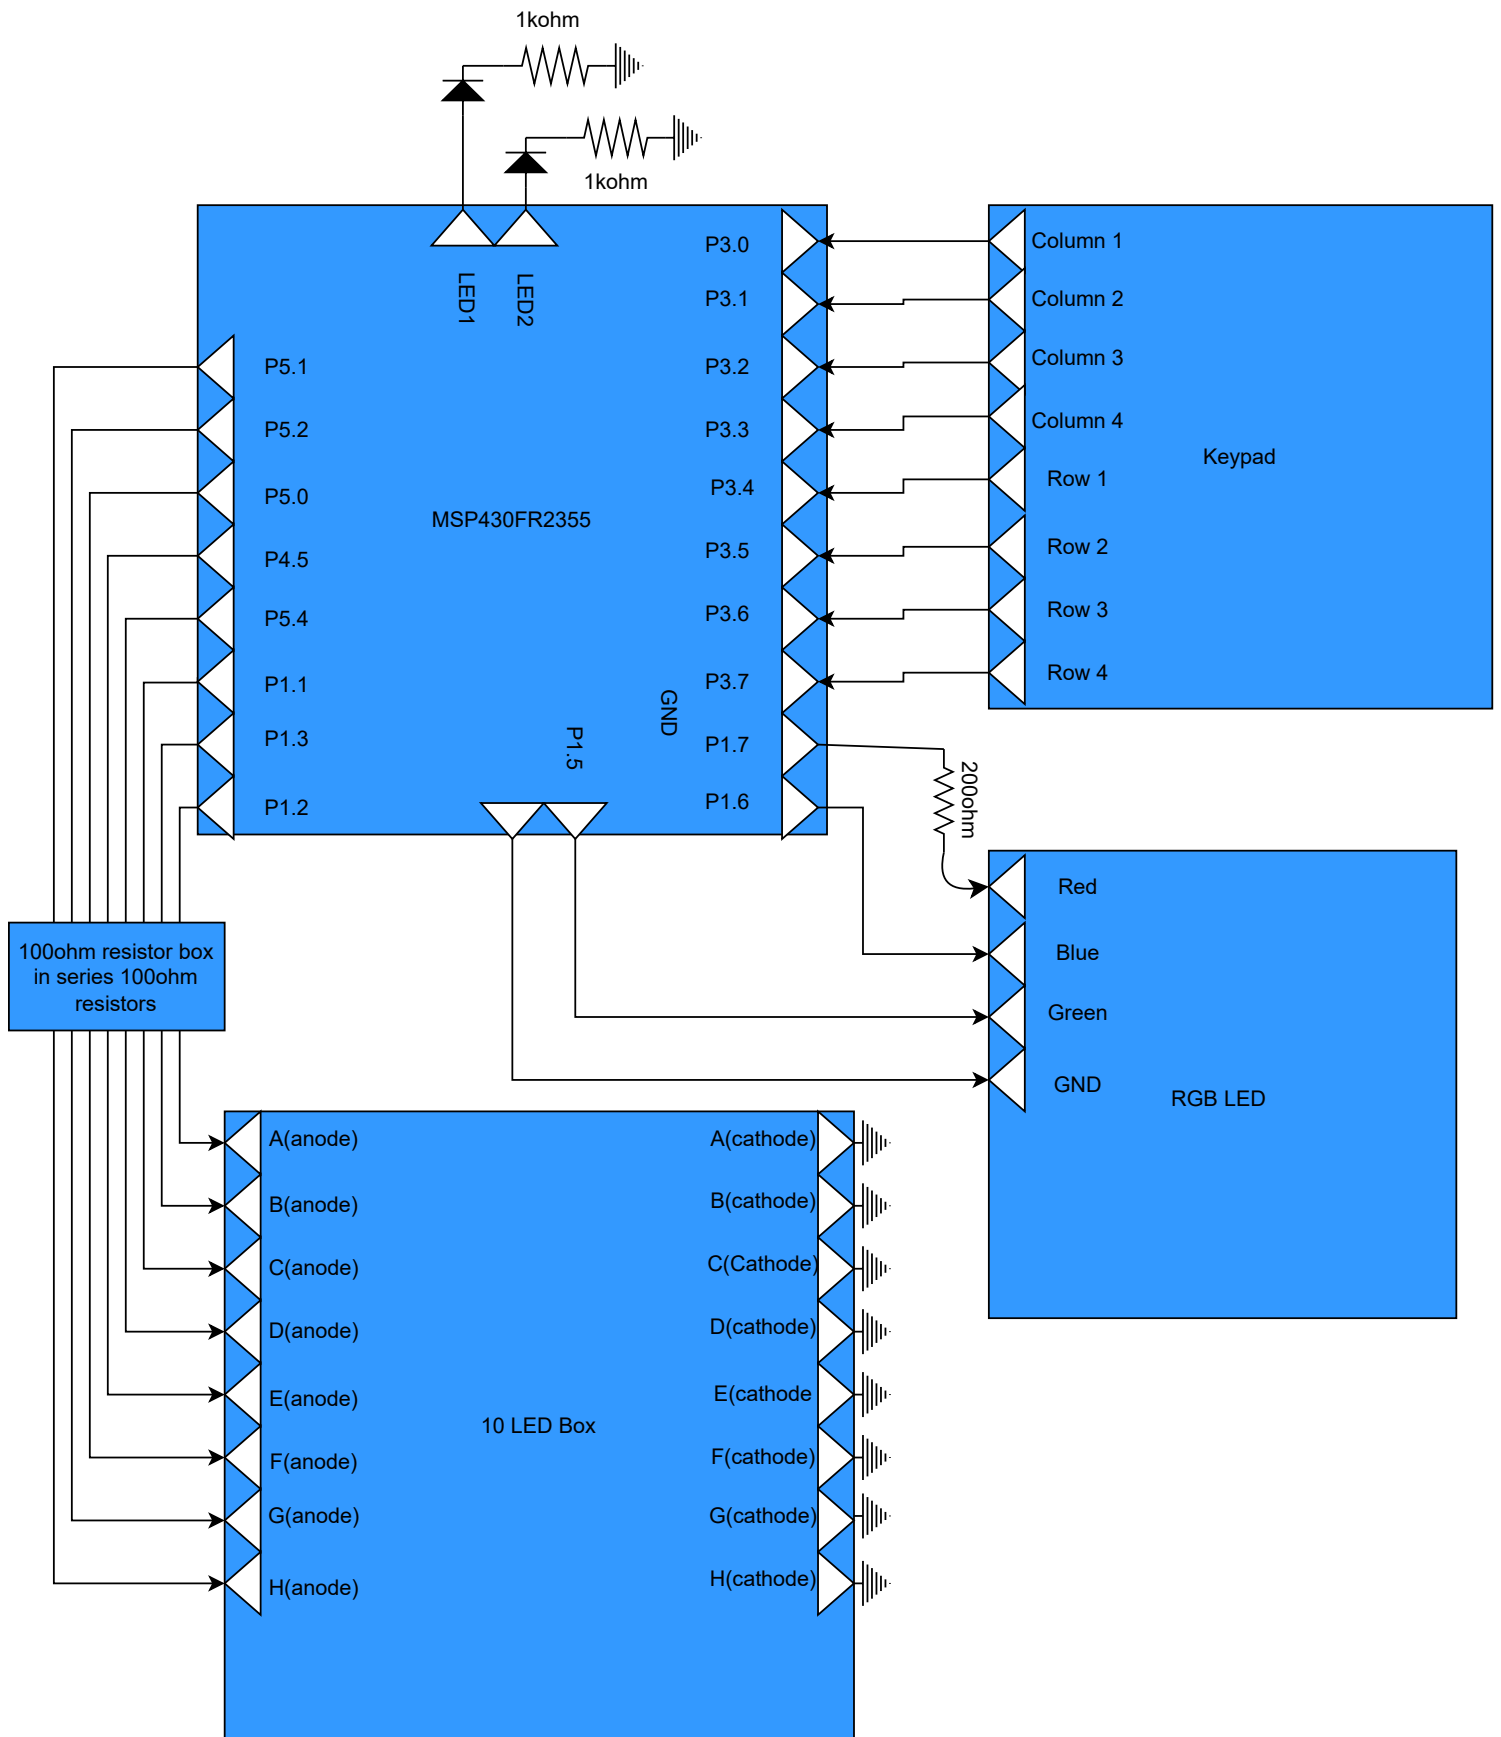 1kohm
1kohm
LED1
LED2
P3.0
P3.1
P3.2
P3.3
P3.4
P3.5
P3.6
P3.7
P1.7
P1.6
P5.1
P5.2
P5.0
P4.5
P5.4
P1.1
P1.3
P1.2
MSP430FR2355
GND
P1.5
Column 1
Column 2
Column 3
Column 4
Row 1
Row 2
Row 3
Row 4
Keypad
200ohm
Red
Blue
Green
GND
RGB LED
100ohm resistor box
in series 100ohm
resistors
A(anode)
B(anode)
C(anode)
D(anode)
E(anode)
F(anode)
G(anode)
H(anode)
10 LED Box
A(cathode)
B(cathode)
C(Cathode)
D(cathode)
E(cathode
F(cathode)
G(cathode)
H(cathode)